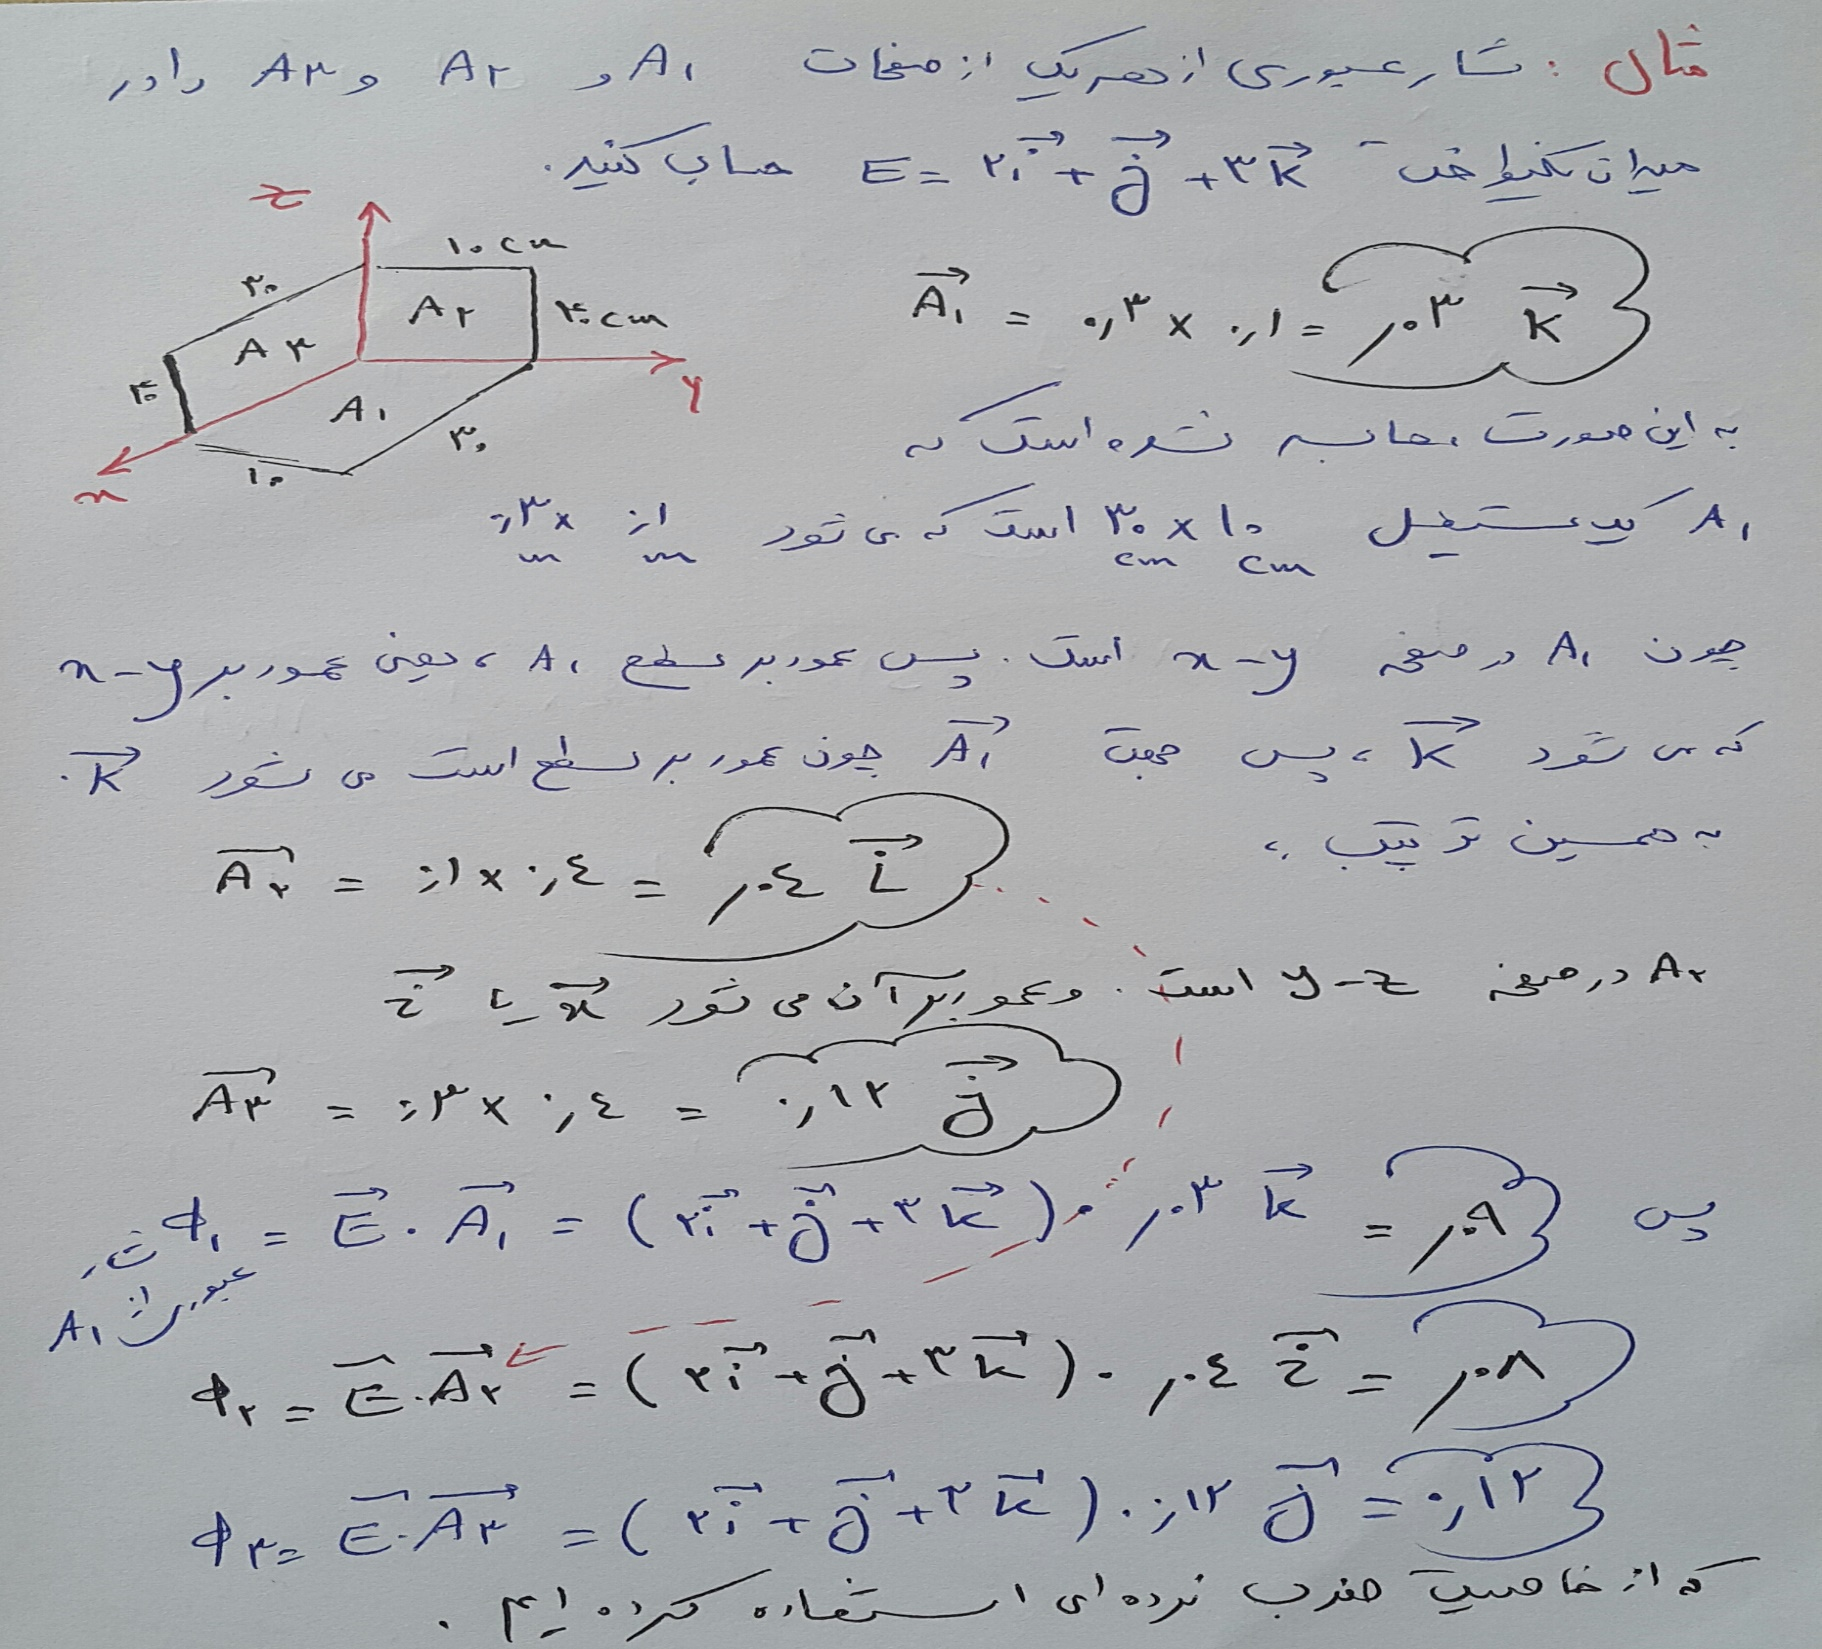 مثال : شار عبوری از هر یک از صفحات A۱ و A۲ و A۳ را در
میدان یکنواخت E = ۲i + j + ۳k حساب کنید.
z
۱۰ cm
۳۰
A۲
۴۰ cm
A۳
۴۰
y
A۱
۳۰
۱۰
x
A۱ = ۰,۳ × ۰,۱ = ۰,۰۳ k
به این صورت محاسبه شده است که
A۱ یک مستطیل ۳۰ cm × ۱۰ cm است که می شود ۰,۳ m × ۰,۱ m
چون A۱ در صفحه x-y است. پس عمود بر سطح A۱ ، یعنی عمود بر x-y
که می شود k ، پس جهت A۱ چون عمود بر سطح است می شود k.
به همین ترتیب ،
A۲ = ۰,۱ × ۰,٤ = ۰,۰٤ i
A۲ در صفحه y-z است. و عمود بر آن می شود x یا i
A۳ = ۰,۳ × ۰,٤ = ۰,۱۲ j
پس Φ۱ = E . A۱ = (۲i + j + ۳k) . ۰,۰۳ k = ۰,۰۹
شار عبوری از A۱
Φ۲ = E . A۲ = (۲i + j + ۳k) . ۰,۰٤ i = ۰,۰۸
Φ۳ = E . A۳ = (۲i + j + ۳k) . ۰,۱۲ j = ۰,۱۲
که از خاصیت ضرب نرده ای استفاده کرده ایم .